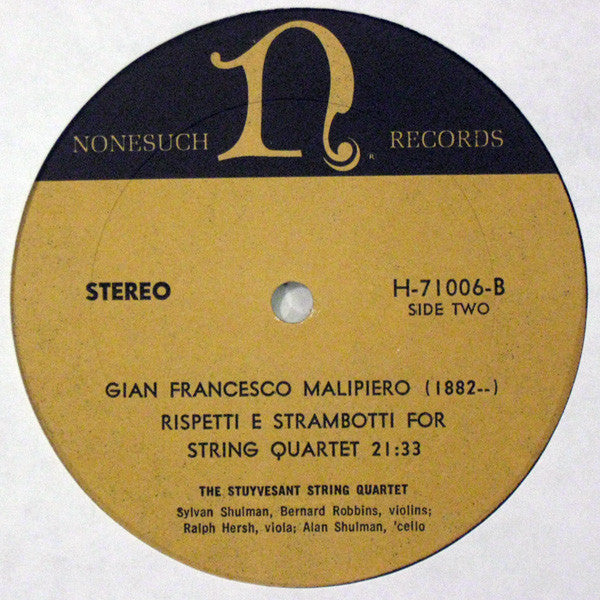 n
NONESUCH RECORDS
®
STEREO
H-71006-B
SIDE TWO
GIAN FRANCESCO MALIPIERO (1882--)
RISPETTI E STRAMBOTTI FOR
STRING QUARTET 21:33
THE STUYVESANT STRING QUARTET
Sylvan Shulman, Bernard Robbins, violins;
Ralph Hersh, viola; Alan Shulman, 'cello